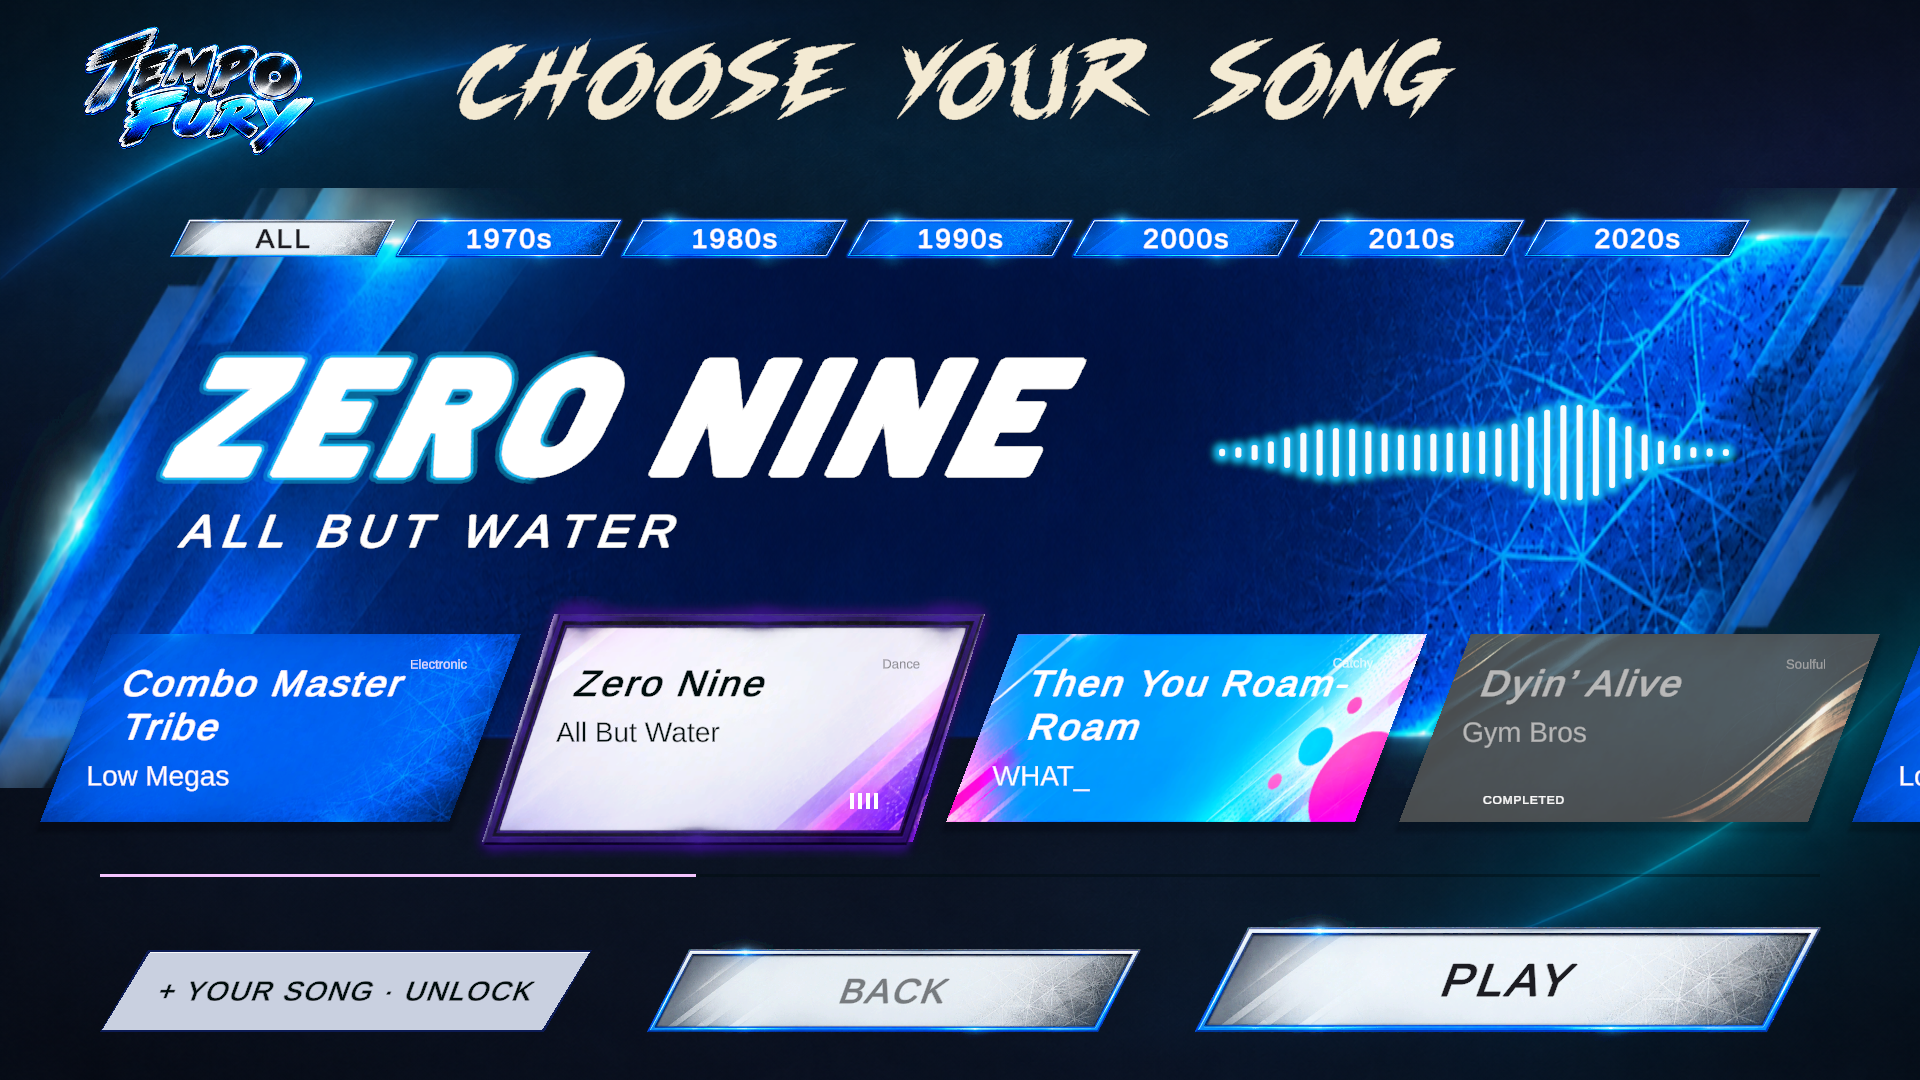 TEMPO
FURY
CHOOSE YOUR SONG
ALL
1970s
1980s
1990s
2000s
2010s
2020s
ZERO NINE
ALL BUT WATER
Combo Master
Tribe
Electronic
Low Megas
Zero Nine
Dance
All But Water
Then You Roam-
Roam
Catchy
WHAT_
Dyin’ Alive
Soulful
Gym Bros
COMPLETED
Lo
+ YOUR SONG · UNLOCK
BACK
PLAY